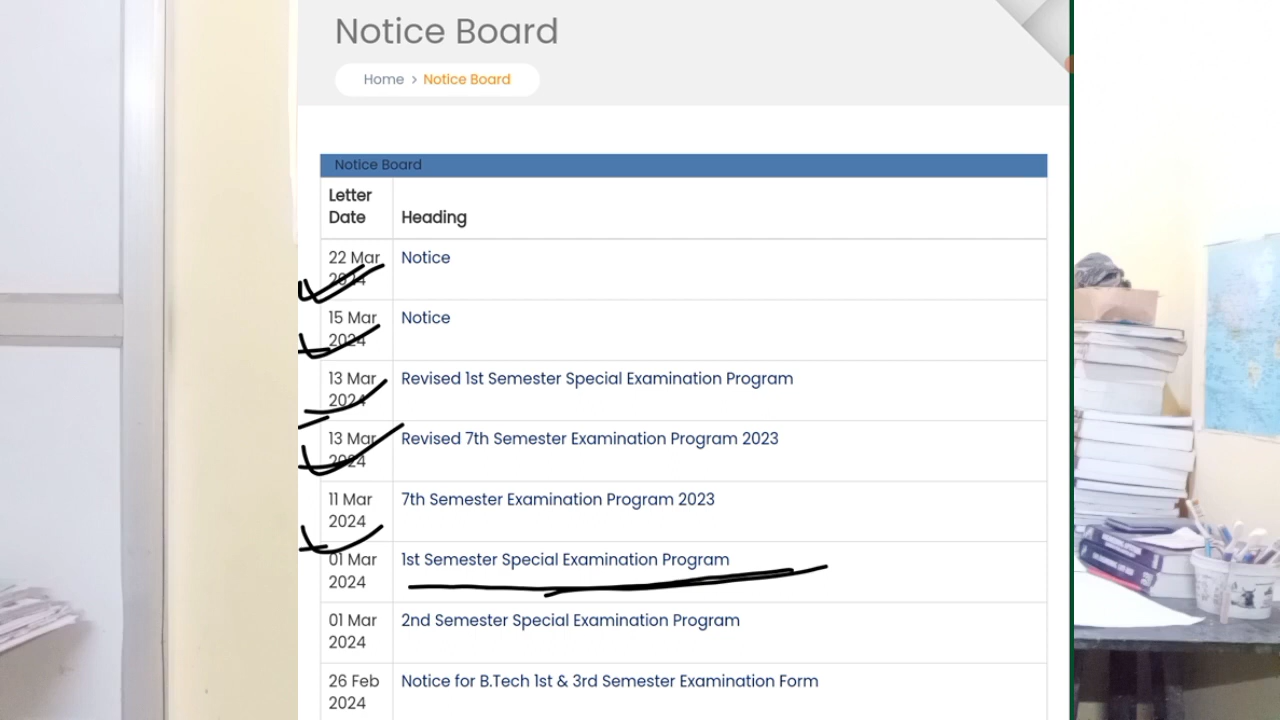 Notice Board
Home > Notice Board
Notice Board
Letter Date
Heading
22 Mar 2024
Notice
15 Mar 2024
Notice
13 Mar 2024
Revised 1st Semester Special Examination Program
13 Mar 2024
Revised 7th Semester Examination Program 2023
11 Mar 2024
7th Semester Examination Program 2023
01 Mar 2024
1st Semester Special Examination Program
01 Mar 2024
2nd Semester Special Examination Program
26 Feb 2024
Notice for B.Tech 1st & 3rd Semester Examination Form